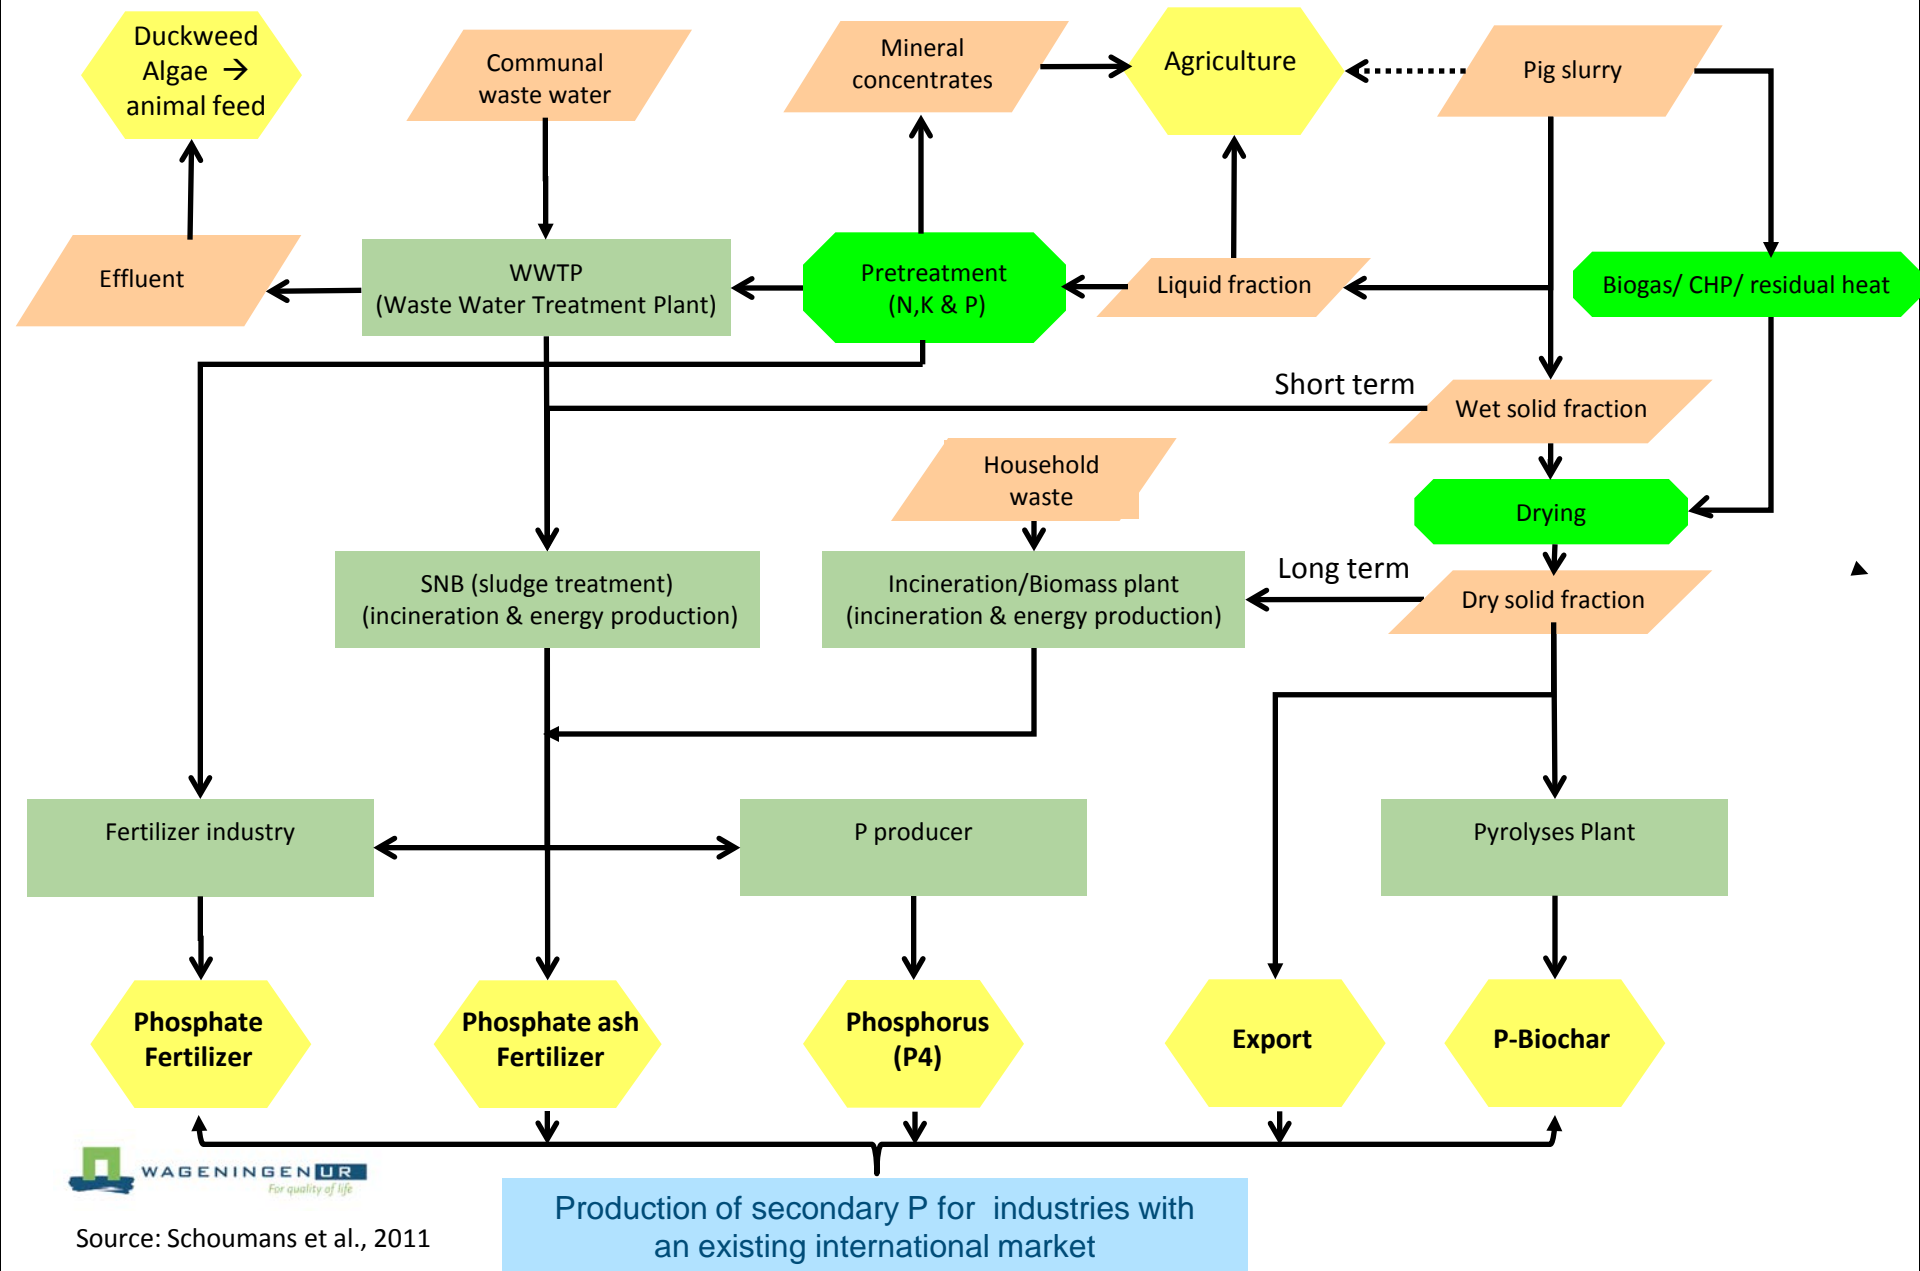 Duckweed
Algae →
animal feed
Communal
waste water
Mineral
concentrates
Agriculture
Pig slurry
Effluent
WWTP
(Waste Water Treatment Plant)
Pretreatment
(N,K & P)
Liquid fraction
Biogas/ CHP/ residual heat
Short term
Wet solid fraction
Household
waste
Drying
SNB (sludge treatment)
(incineration & energy production)
Incineration/Biomass plant
(incineration & energy production)
Long term
Dry solid fraction
Fertilizer industry
P producer
Pyrolyses Plant
Phosphate
Fertilizer
Phosphate ash
Fertilizer
Phosphorus
(P4)
Export
P-Biochar
WAGENINGEN UR
For quality of life
Source: Schoumans et al., 2011
Production of secondary P for  industries with
an existing international market